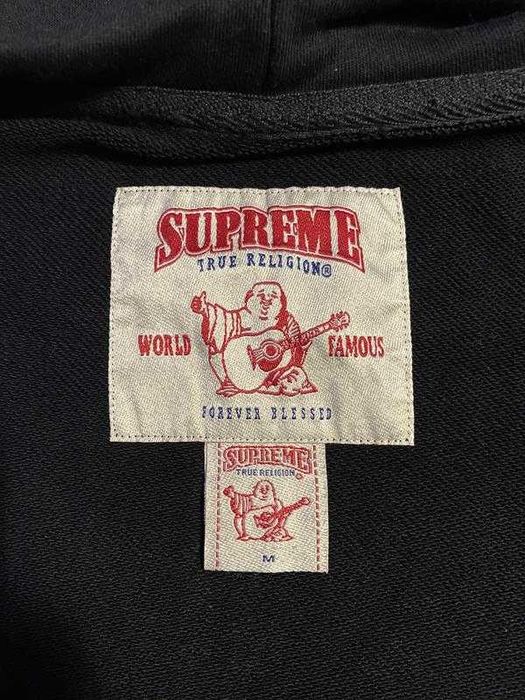 SUPREME
TRUE RELIGION®
WORLD FAMOUS
FOREVER BLESSED
SUPREME
TRUE RELIGION
M